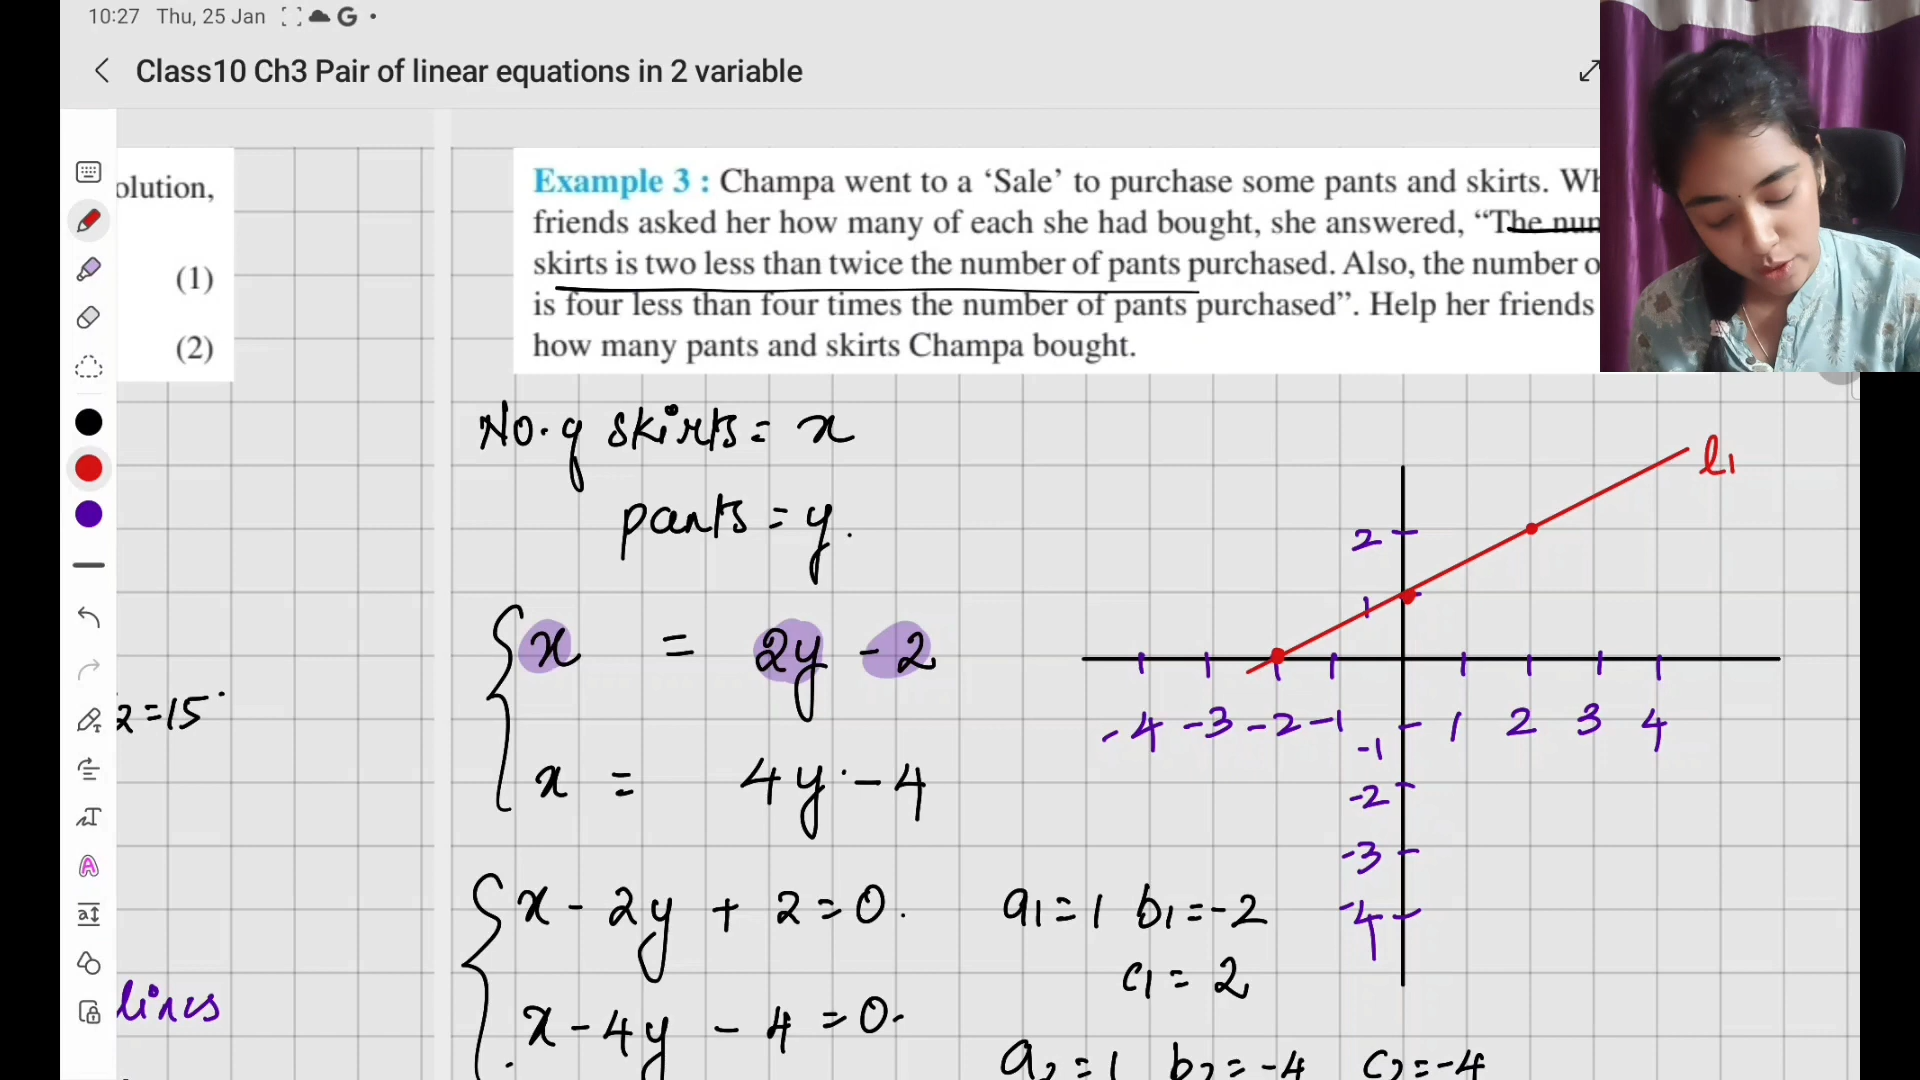 10:27 Thu, 25 Jan
Class10 Ch3 Pair of linear equations in 2 variable
olution,
(1)
(2)
2=15
lines
Example 3 : Champa went to a ‘Sale’ to purchase some pants and skirts. Wh
friends asked her how many of each she had bought, she answered, “The num
skirts is two less than twice the number of pants purchased. Also, the number o
is four less than four times the number of pants purchased”. Help her friends
how many pants and skirts Champa bought.
No. of skirts = x
pants = y.
x = 2y - 2
x = 4y - 4
x - 2y + 2 = 0.
x - 4y - 4 = 0.
l1
2
1
-4 -3 -2 -1 1 2 3 4
-1
-2
-3
-4
a1 = 1 b1 = -2
c1 = 2
a2 = 1 b2 = -4 c2 = -4